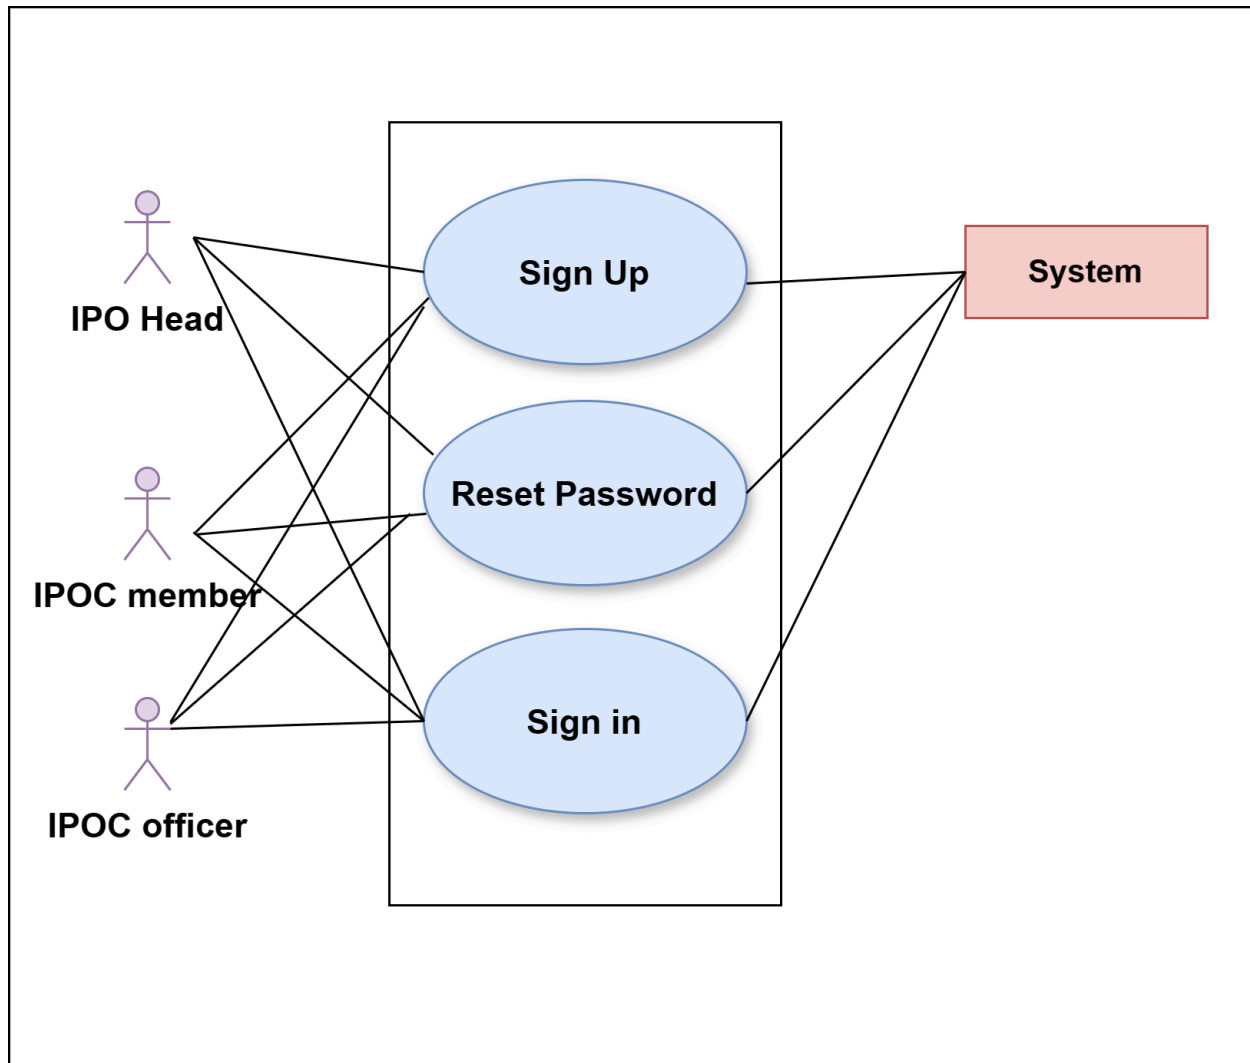 Sign Up
System
IPO Head
Reset Password
IPOC member
Sign in
IPOC officer